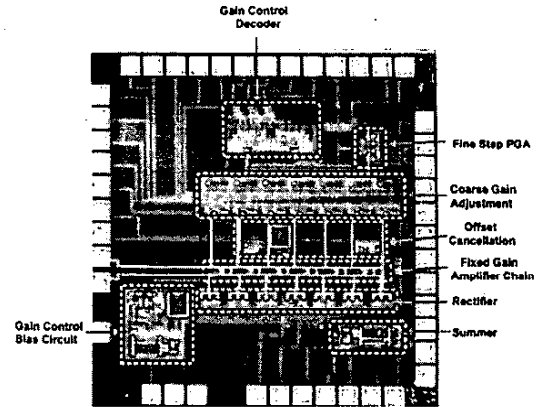 Gain Control
Decoder
Fine Step PGA
Coarse Gain
Adjustment
Offset
Cancellation
Fixed Gain
Amplifier Chain
Rectifier
Gain Control
Bias Circuit
Summer